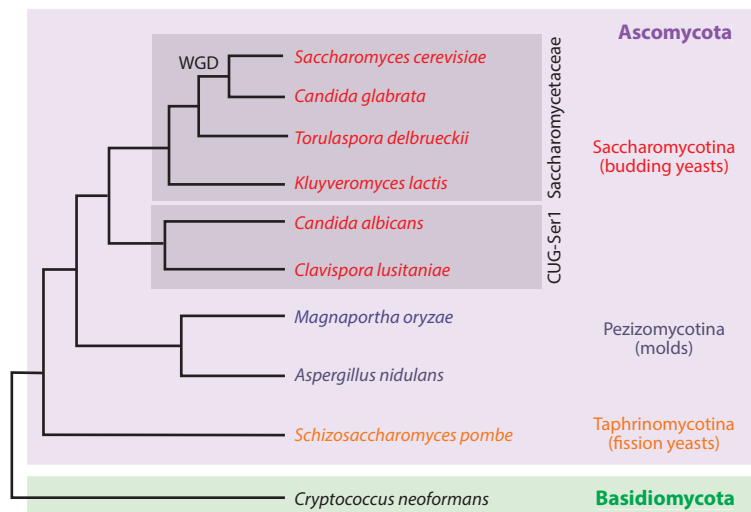 Ascomycota
WGD
Saccharomyces cerevisiae
Candida glabrata
Torulaspora delbrueckii
Kluyveromyces lactis
Saccharomycetaceae
Saccharomycotina
(budding yeasts)
Candida albicans
Clavispora lusitaniae
CUG-Ser1
Magnaportha oryzae
Aspergillus nidulans
Pezizomycotina
(molds)
Schizosaccharomyces pombe
Taphrinomycotina
(fission yeasts)
Cryptococcus neoformans
Basidiomycota